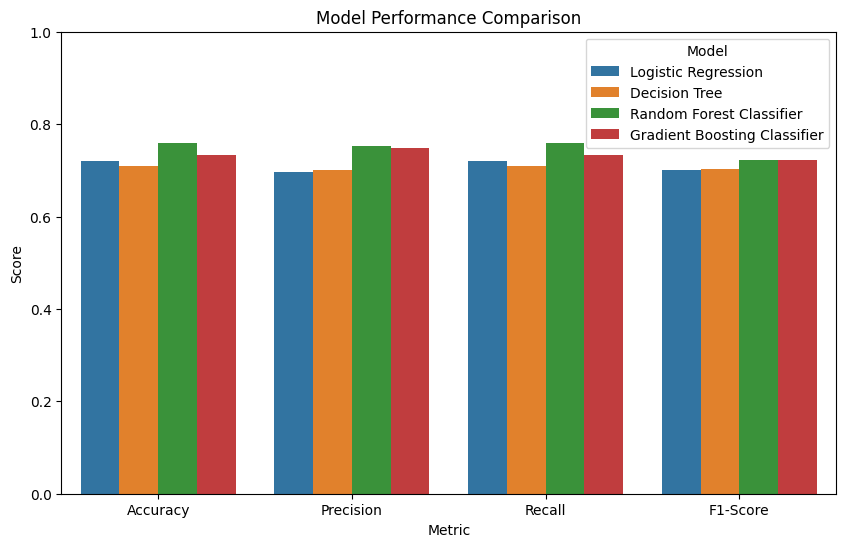 Model Performance Comparison
1.0
0.8
0.6
0.4
0.2
0.0
Score
Model
Logistic Regression
Decision Tree
Random Forest Classifier
Gradient Boosting Classifier
Accuracy
Precision
Recall
F1-Score
Metric